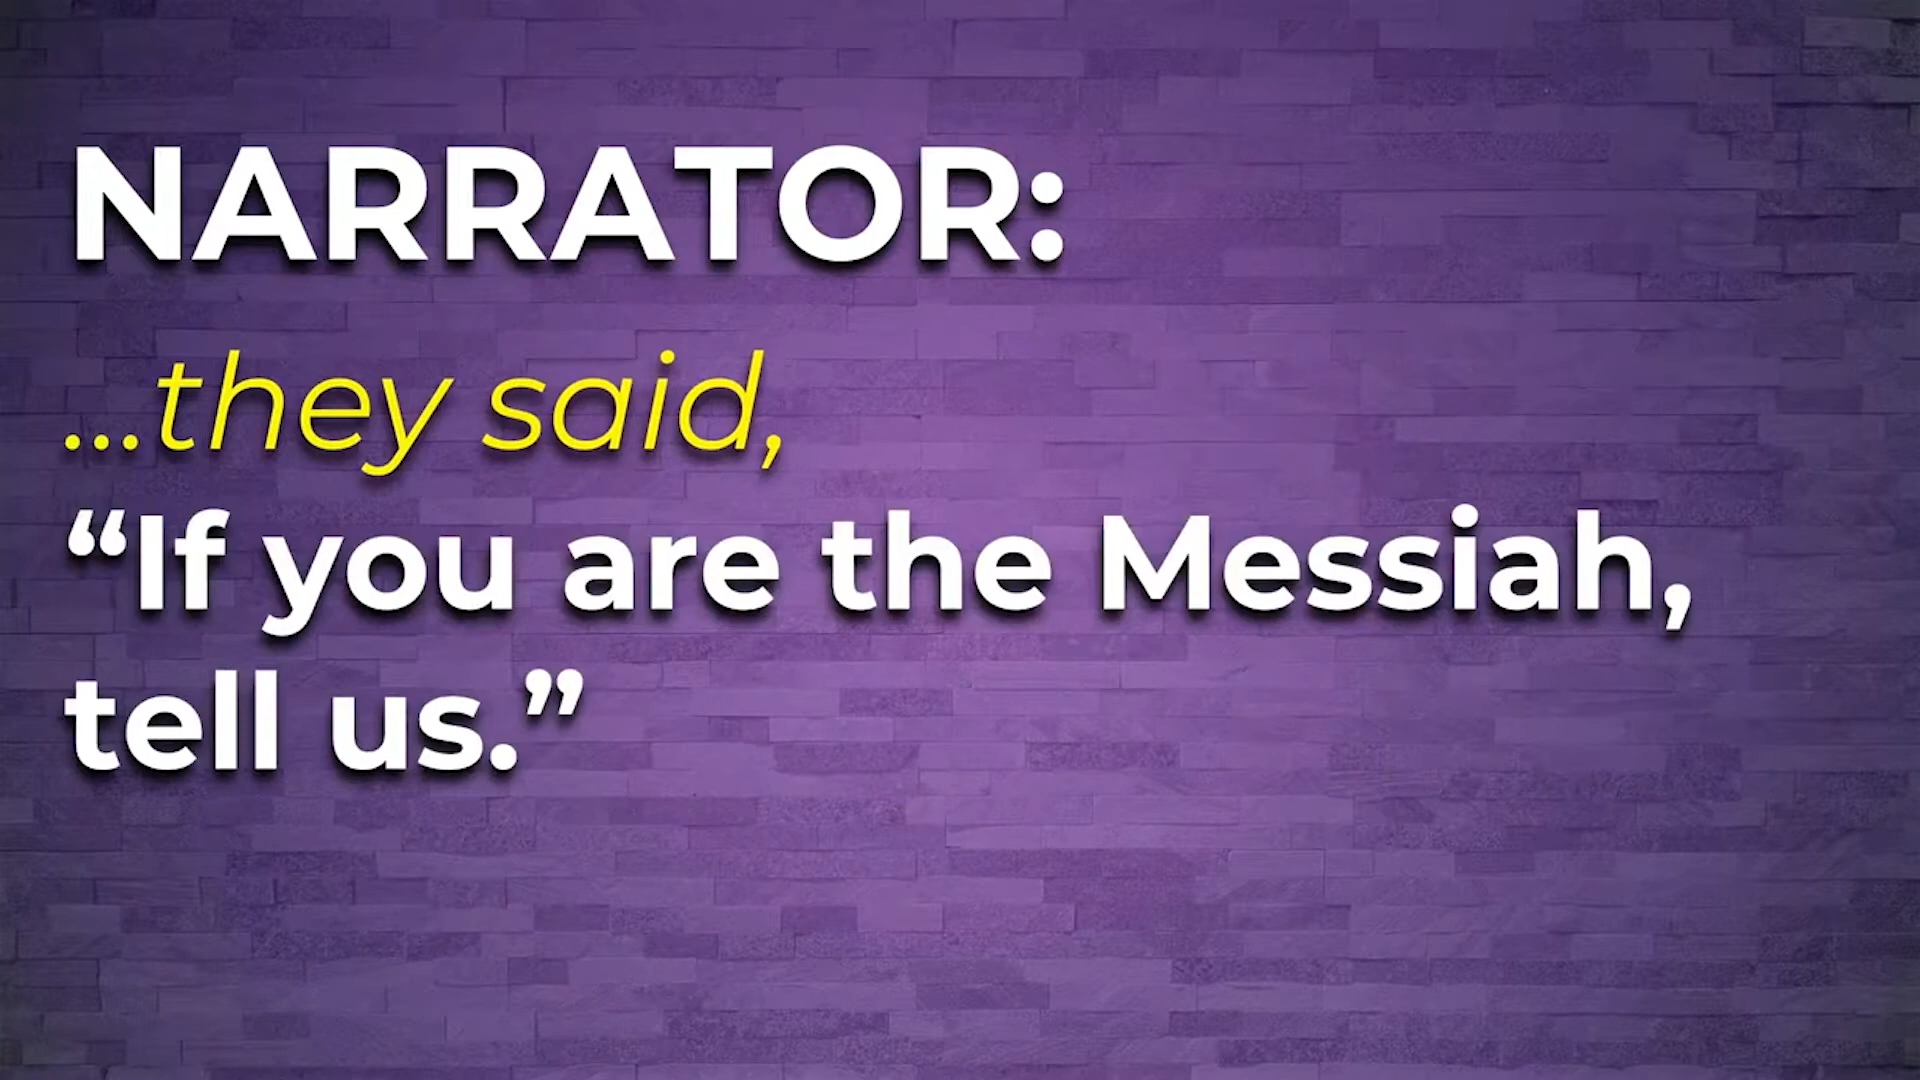 NARRATOR:
...they said,
“If you are the Messiah,
tell us.”